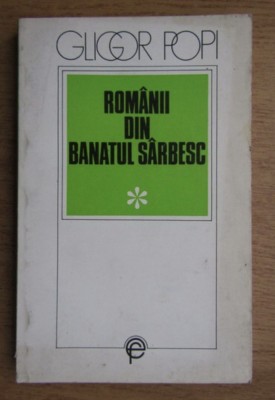 GLIGOR POPI
ROMÂNII
DIN
BANATUL SÂRBESC
*